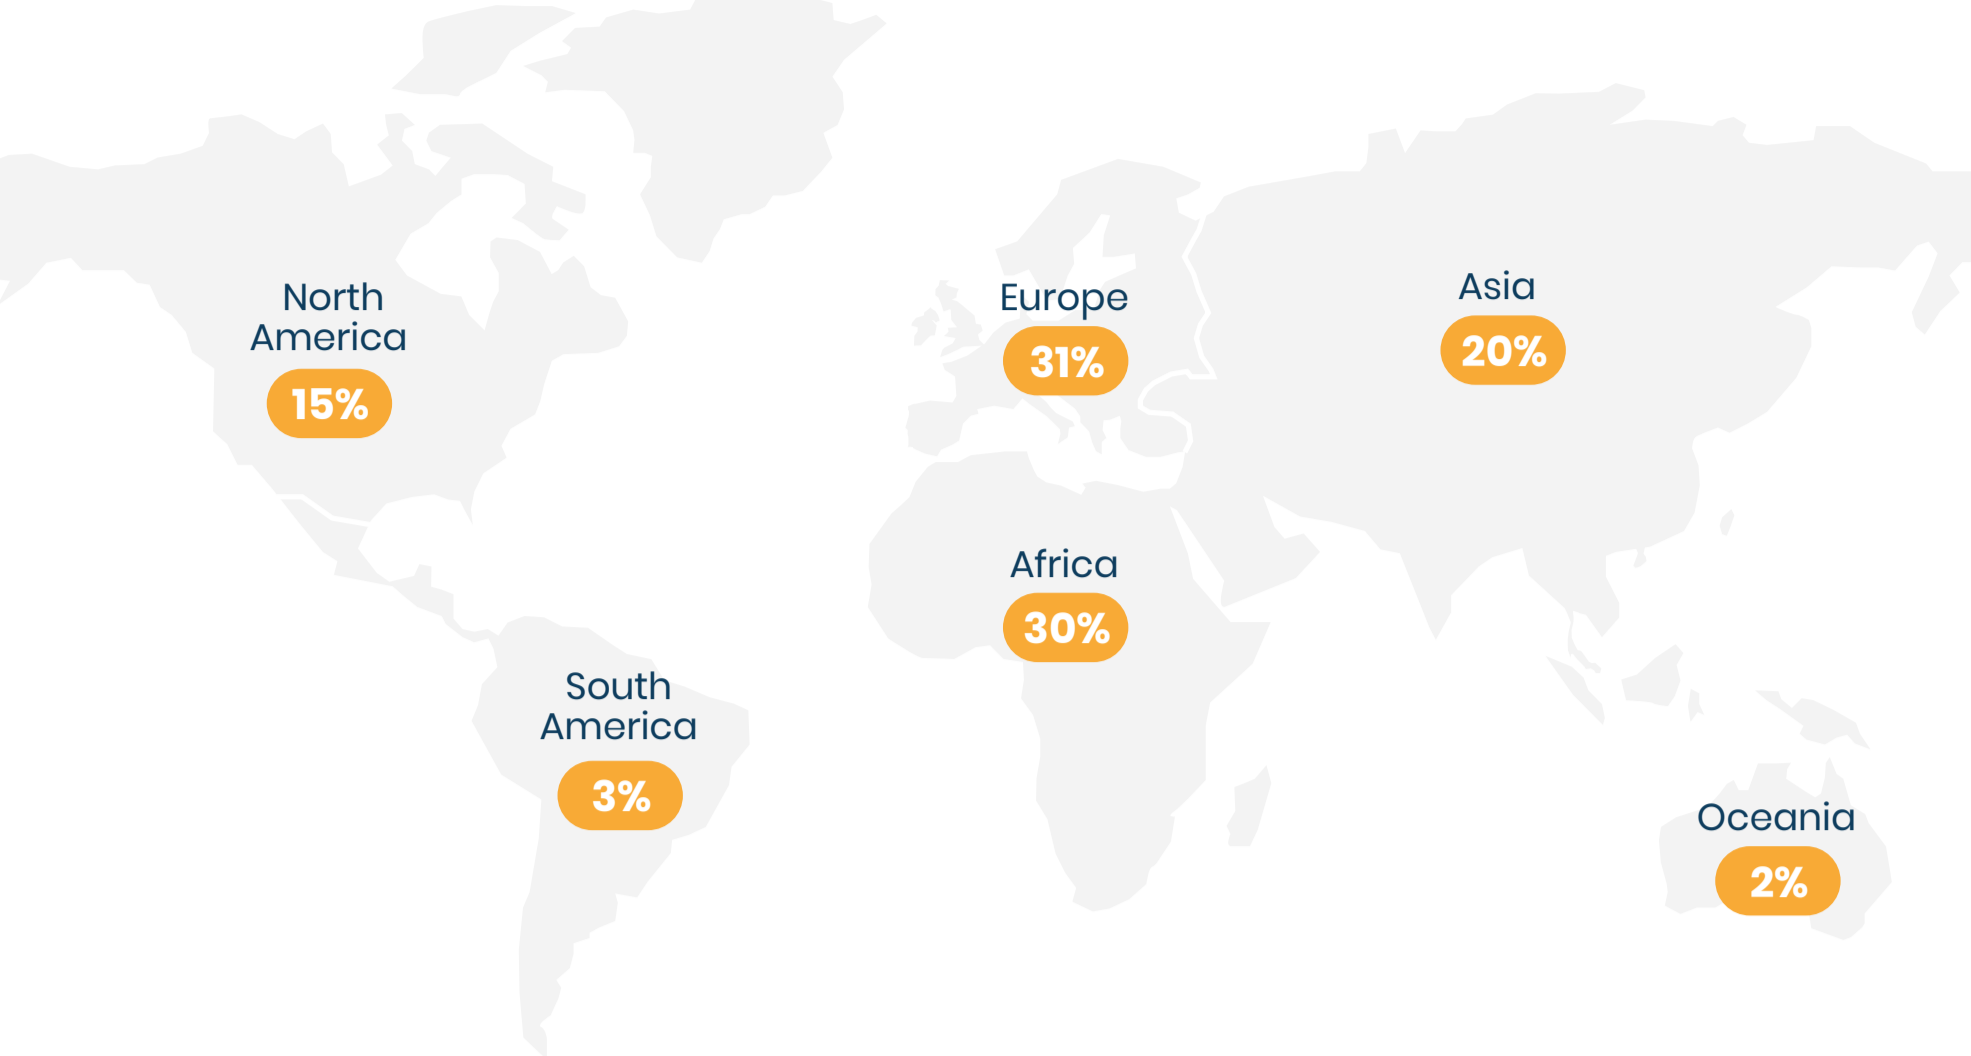 North
America
15%
Europe
31%
Asia
20%
Africa
30%
South
America
3%
Oceania
2%